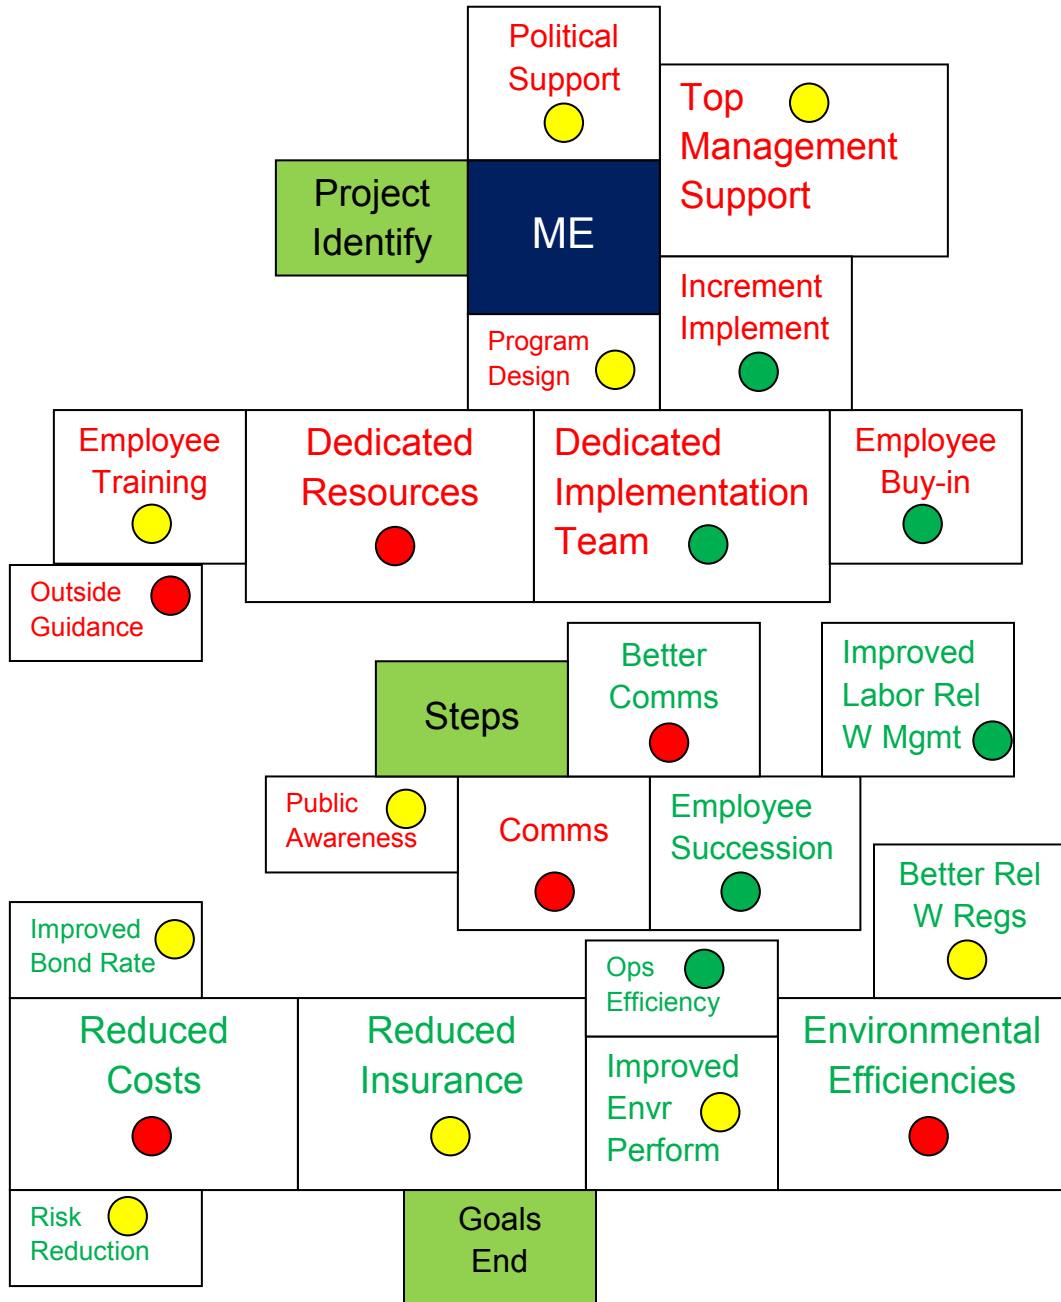 Political
Support
Top
Management
Support
Project
Identify
ME
Increment
Implement
Program
Design
Employee
Training
Dedicated
Resources
Dedicated
Implementation
Team
Employee
Buy-in
Outside
Guidance
Better
Comms
Improved
Labor Rel
W Mgmt
Steps
Public
Awareness
Comms
Employee
Succession
Better Rel
W Regs
Improved
Bond Rate
Ops
Efficiency
Reduced
Costs
Reduced
Insurance
Improved
Envr
Perform
Environmental
Efficiencies
Risk
Reduction
Goals
End